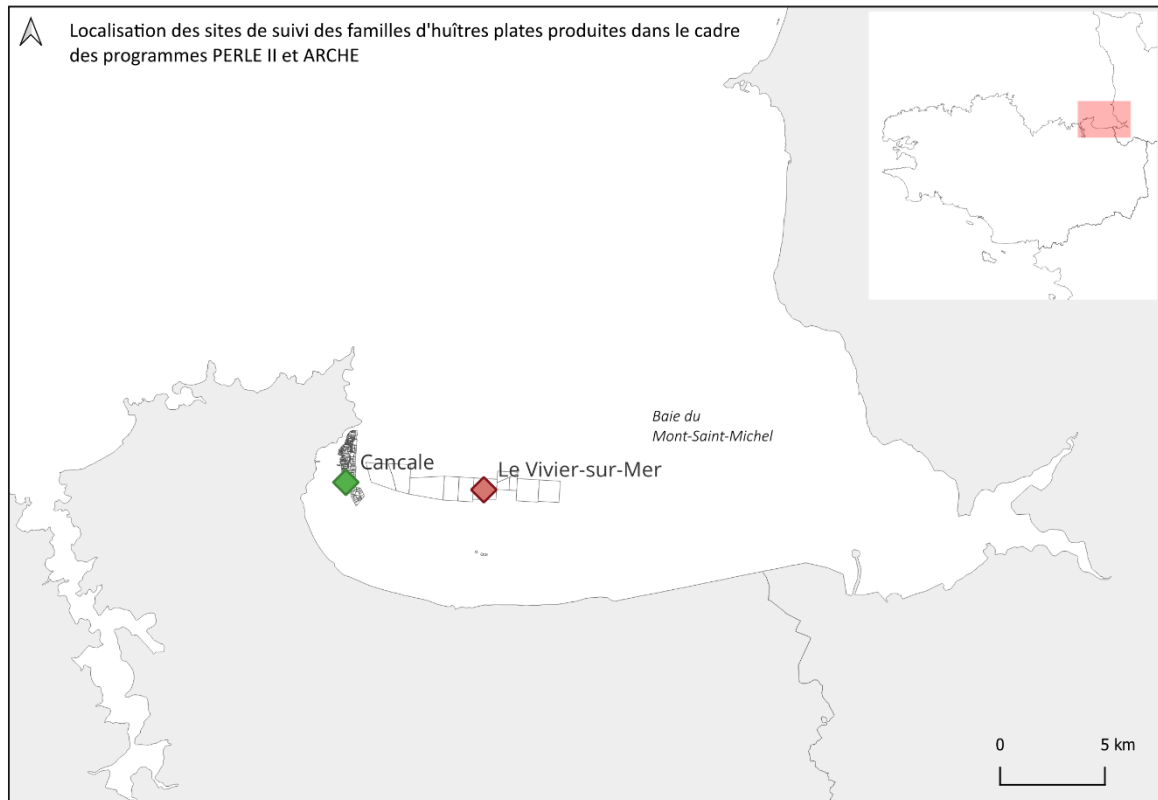 Localisation des sites de suivi des familles d'huîtres plates produites dans le cadre
des programmes PERLE II et ARCHE
Baie du
Mont-Saint-Michel
Cancale
Le Vivier-sur-Mer
0 5 km